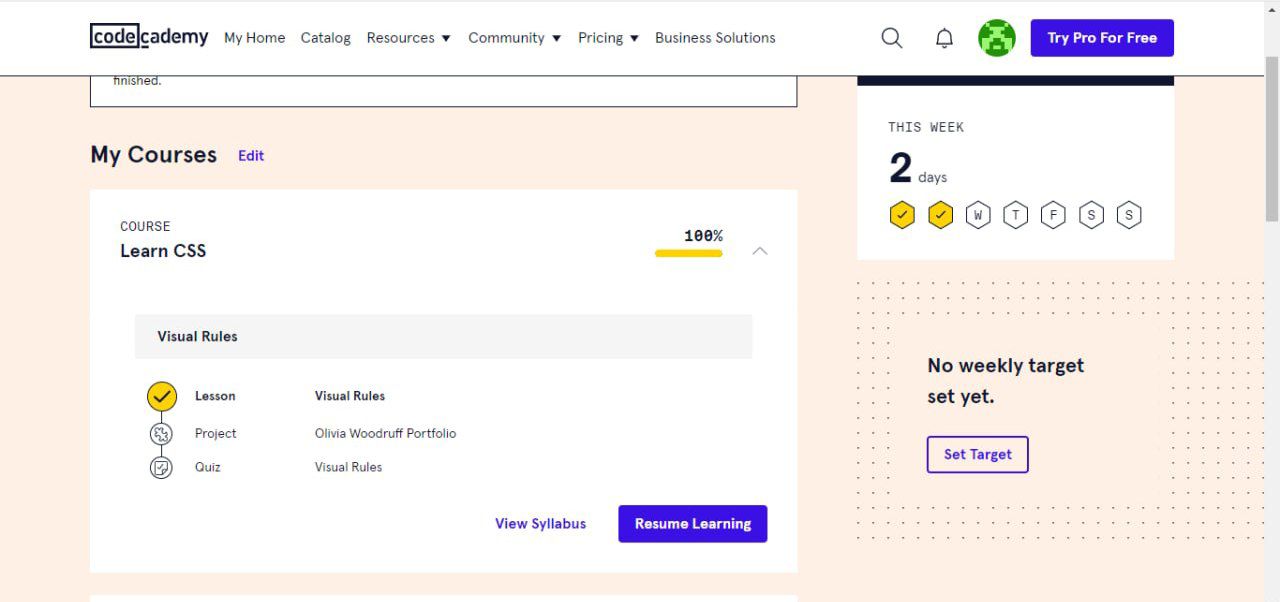 codecademy My Home Catalog Resources Community Pricing Business Solutions Try Pro For Free
finished.
My Courses Edit
COURSE
Learn CSS
100%
Visual Rules
Lesson Visual Rules
Project Olivia Woodruff Portfolio
Quiz Visual Rules
View Syllabus Resume Learning
THIS WEEK
2 days
W T F S S
No weekly target
set yet.
Set Target